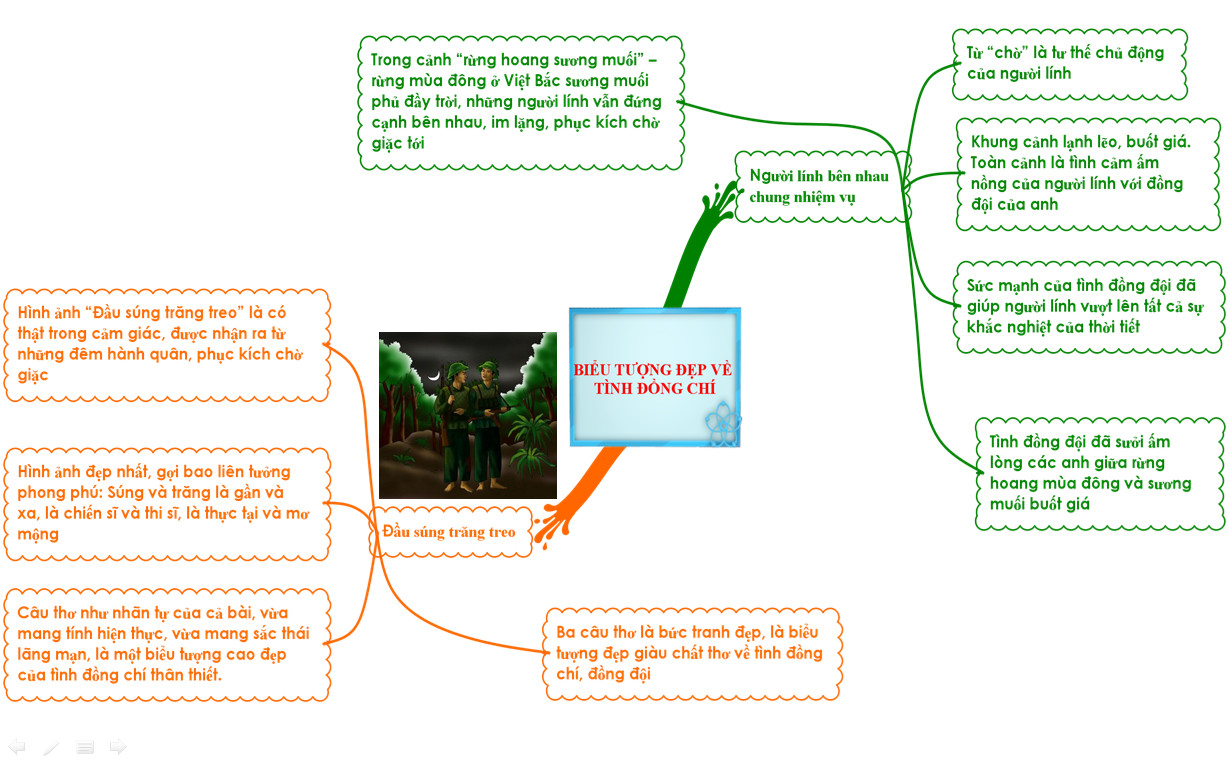 Trong cảnh “rừng hoang sương muối” –
rừng mùa đông ở Việt Bắc sương muối
phủ đầy trời, những người lính vẫn đứng
cạnh bên nhau, im lặng, phục kích chờ
giặc tới
Từ “chờ” là tư thế chủ động
của người lính
Khung cảnh lạnh lẽo, buốt giá.
Toàn cảnh là tình cảm ấm
nồng của người lính với đồng
đội của anh
Người lính bên nhau
chung nhiệm vụ
Sức mạnh của tình đồng đội đã
giúp người lính vượt lên tất cả sự
khắc nghiệt của thời tiết
Tình đồng đội đã sưởi ấm
lòng các anh giữa rừng
hoang mùa đông và sương
muối buốt giá
BIỂU TƯỢNG ĐẸP VỀ
TÌNH ĐỒNG CHÍ
Hình ảnh “Đầu súng trăng treo” là có
thật trong cảm giác, được nhận ra từ
những đêm hành quân, phục kích chờ
giặc
Hình ảnh đẹp nhất, gợi bao liên tưởng
phong phú: Súng và trăng là gần và
xa, là chiến sĩ và thi sĩ, là thực tại và mơ
mộng
Đầu súng trăng treo
Câu thơ như nhãn tự của cả bài, vừa
mang tính hiện thực, vừa mang sắc thái
lãng mạn, là một biểu tượng cao đẹp
của tình đồng chí thân thiết.
Ba câu thơ là bức tranh đẹp, là biểu
tượng đẹp giàu chất thơ về tình đồng
chí, đồng đội